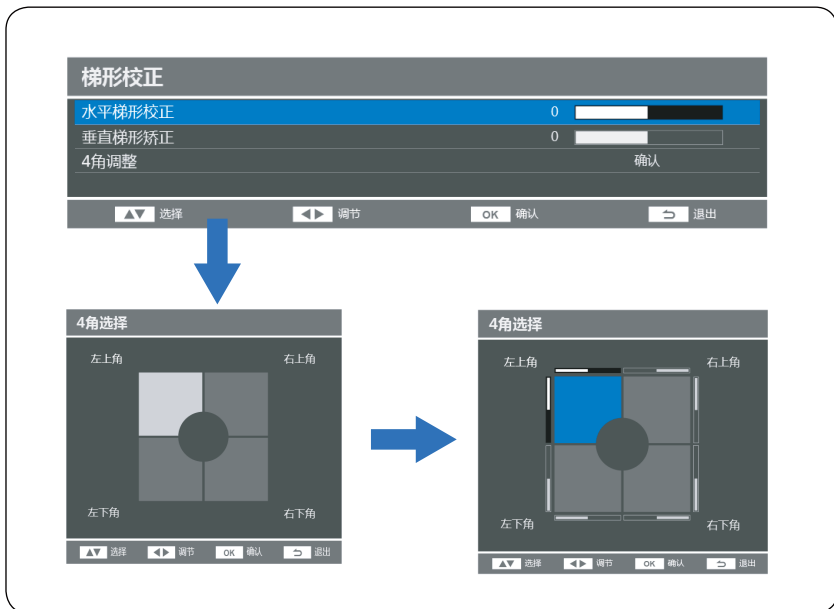 梯形校正
水平梯形校正 0
垂直梯形矫正 0
4角调整 确认
▲▼ 选择 ◀▶ 调节 OK 确认 退出
4角选择
左上角 右上角
左下角 右下角
▲▼ 选择 ◀▶ 调节 OK 确认 退出
4角选择
左上角 右上角
左下角 右下角
▲▼ 选择 ◀▶ 调节 OK 确认 退出